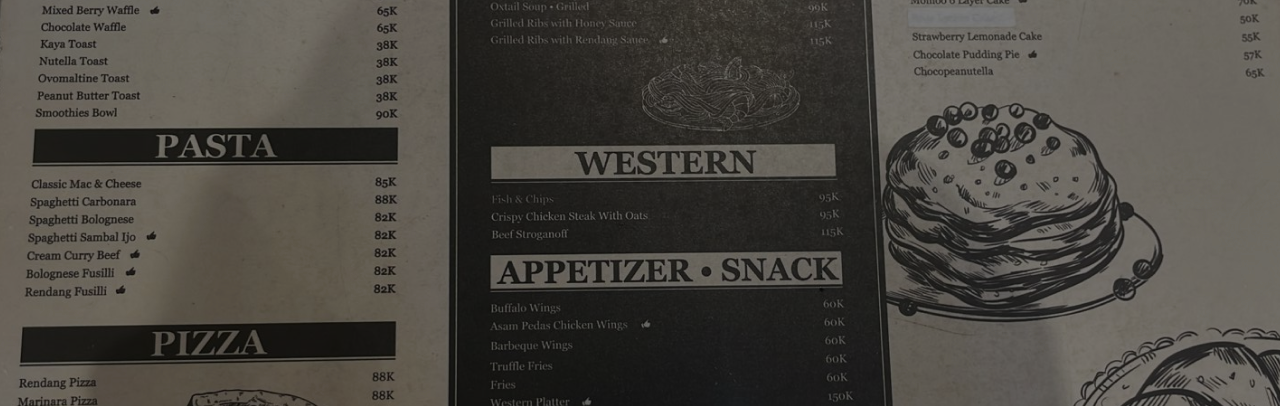 Mixed Berry Waffle 65K
Chocolate Waffle 65K
Kaya Toast 38K
Nutella Toast 38K
Ovomaltine Toast 38K
Peanut Butter Toast 38K
Smoothies Bowl 90K
PASTA
Classic Mac & Cheese 85K
Spaghetti Carbonara 88K
Spaghetti Bolognese 82K
Spaghetti Sambal Ijo 82K
Cream Curry Beef 82K
Bolognese Fusilli 82K
Rendang Fusilli 82K
PIZZA
Rendang Pizza 88K
Marinara Pizza 88K
Oxtail Soup • Grilled 99K
Grilled Ribs with Honey Sauce 115K
Grilled Ribs with Rendang Sauce 115K
WESTERN
Fish & Chips 95K
Crispy Chicken Steak With Oats 95K
Beef Stroganoff 115K
APPETIZER • SNACK
Buffalo Wings 60K
Asam Pedas Chicken Wings 60K
Barbeque Wings 60K
Truffle Fries 60K
Fries 60K
Western Platter 150K
Layer Cake 70K
50K
Strawberry Lemonade Cake 55K
Chocolate Pudding Pie 57K
Chocopeanutella 65K